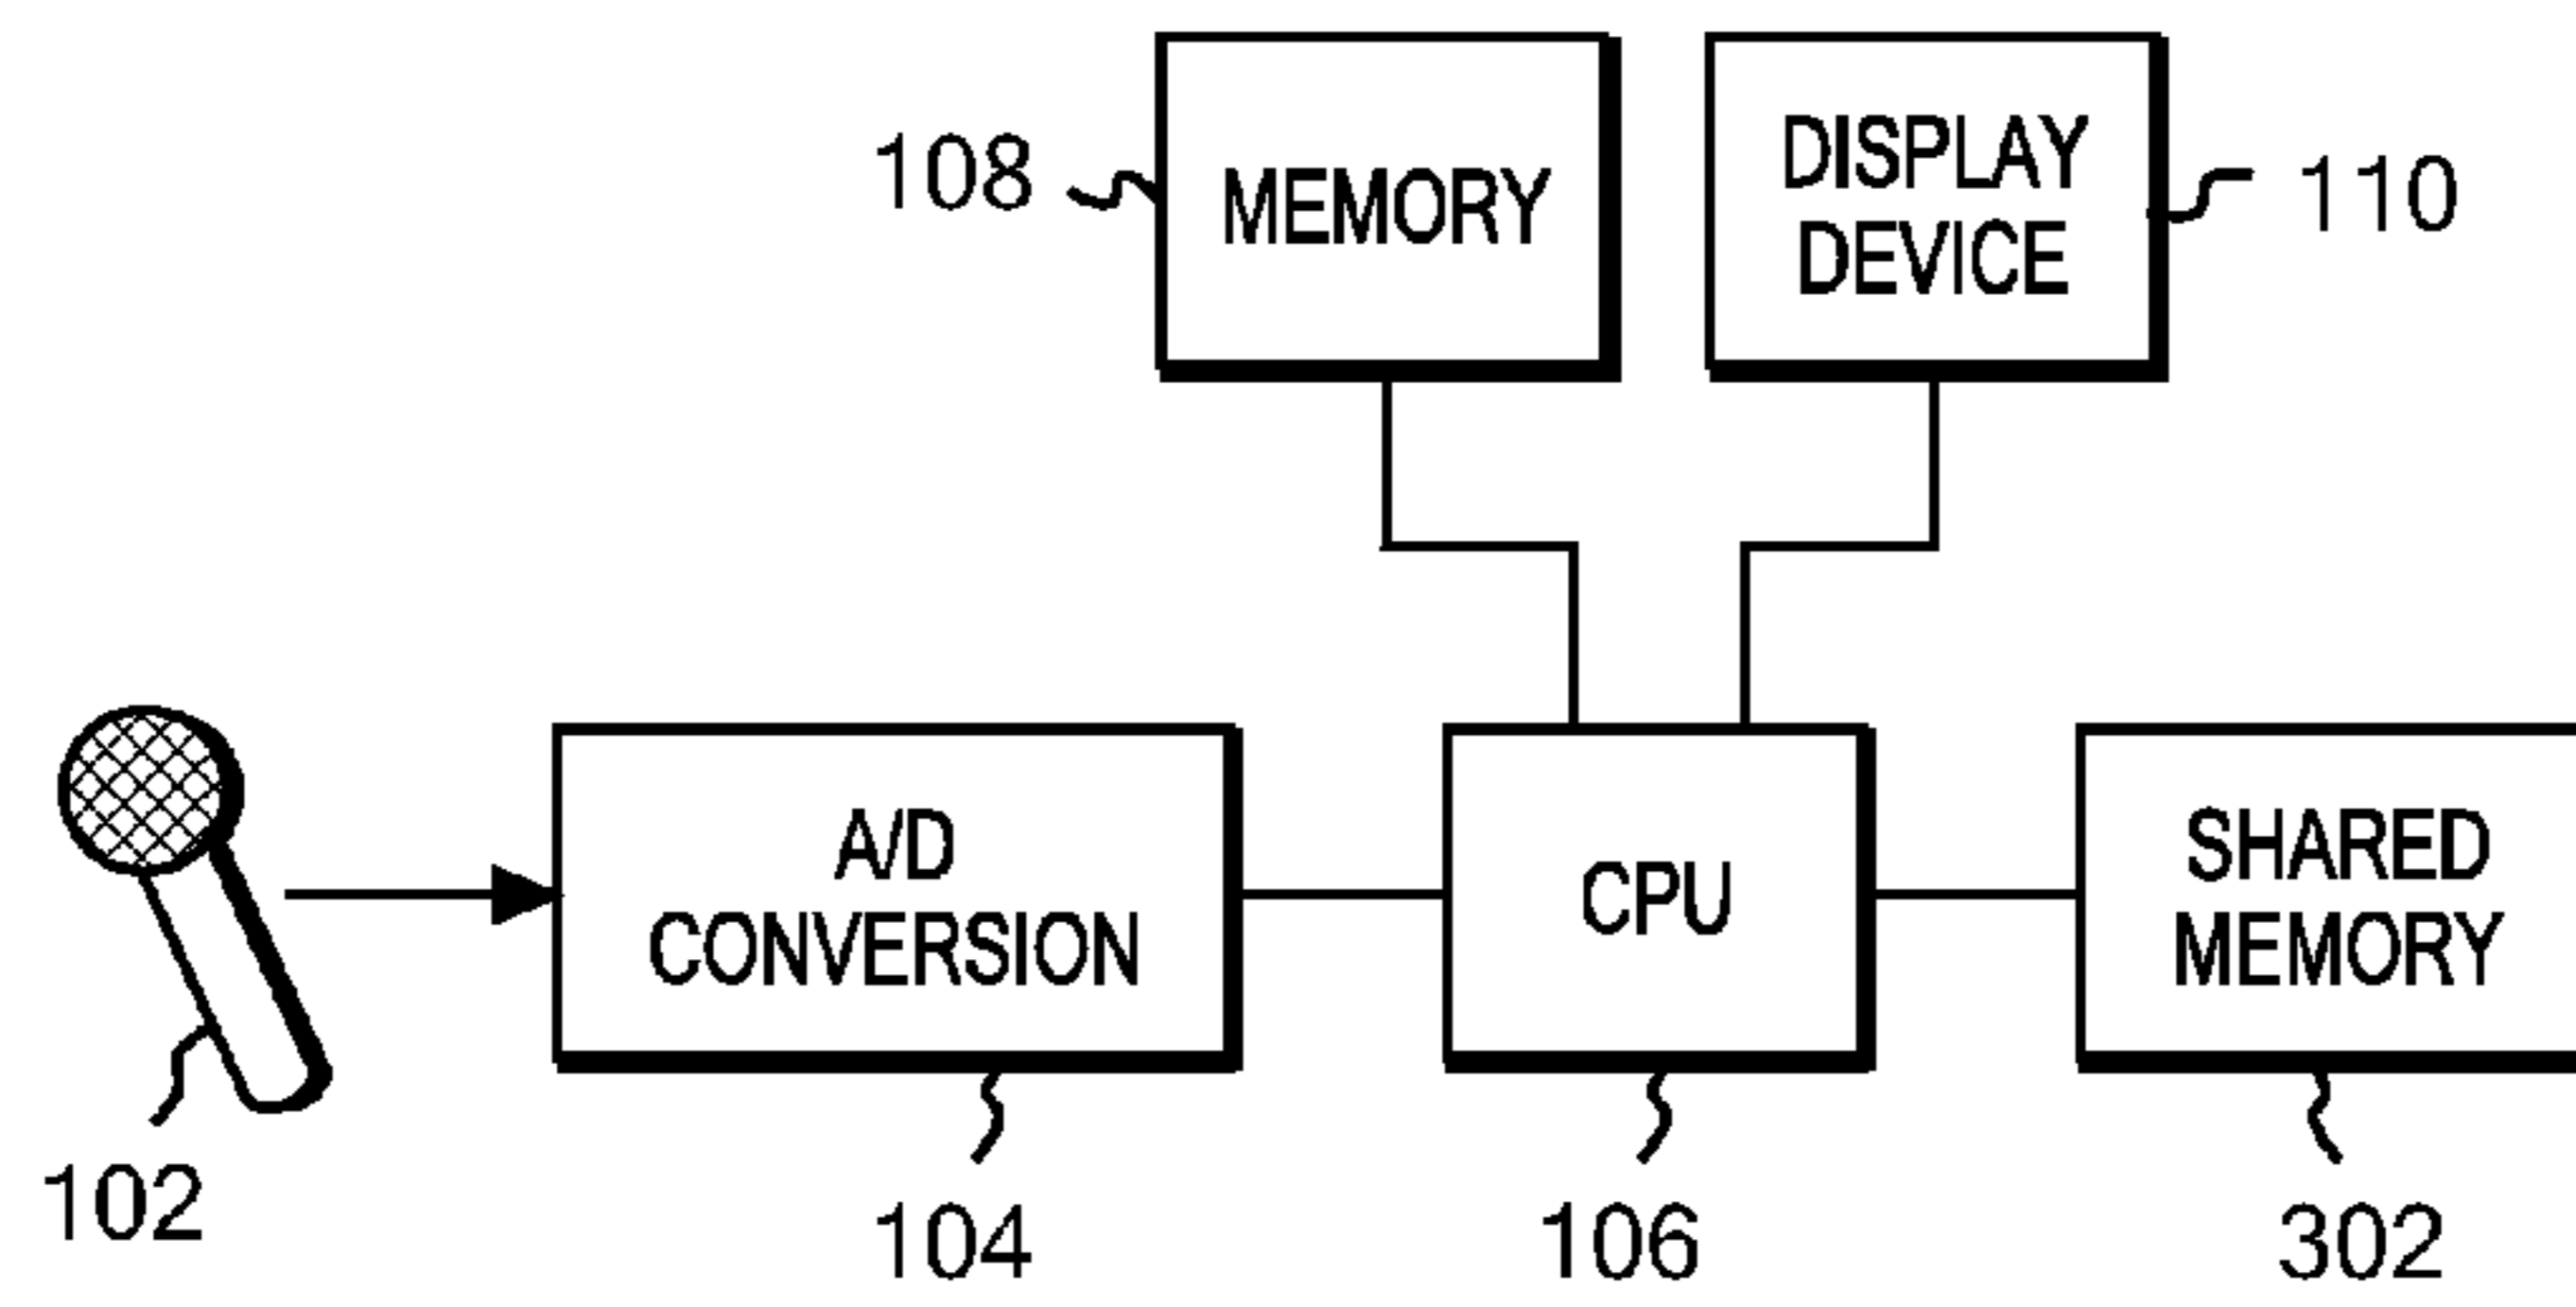 108
MEMORY
DISPLAY
DEVICE
110
A/D
CONVERSION
CPU
SHARED
MEMORY
102
104
106
302